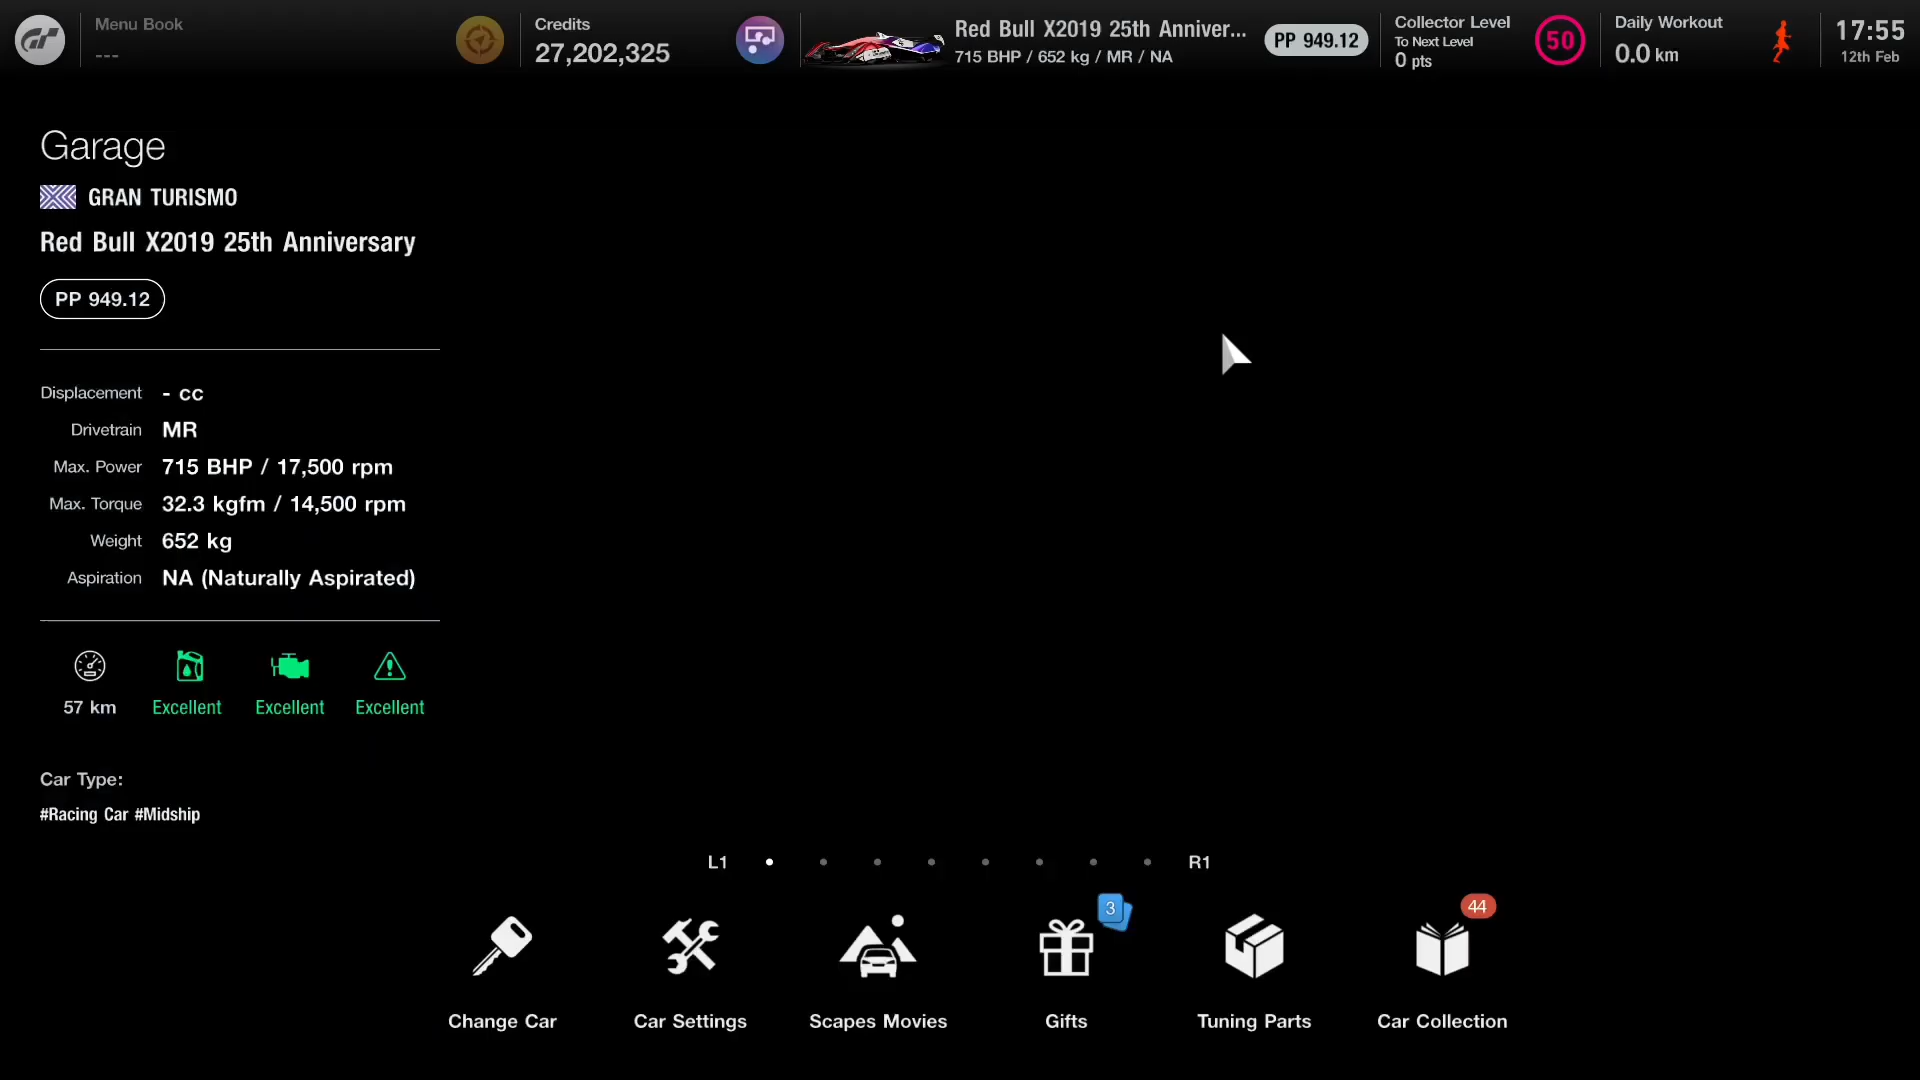 Menu Book
---
Credits
27,202,325
Red Bull X2019 25th Anniver...
715 BHP / 652 kg / MR / NA
PP 949.12
Collector Level
To Next Level
0 pts
50
Daily Workout
0.0 km
17:55
12th Feb
Garage
GRAN TURISMO
Red Bull X2019 25th Anniversary
PP 949.12
Displacement - cc
Drivetrain MR
Max. Power 715 BHP / 17,500 rpm
Max. Torque 32.3 kgfm / 14,500 rpm
Weight 652 kg
Aspiration NA (Naturally Aspirated)
57 km Excellent Excellent Excellent
Car Type:
#Racing Car #Midship
L1 R1
3
44
Change Car Car Settings Scapes Movies Gifts Tuning Parts Car Collection